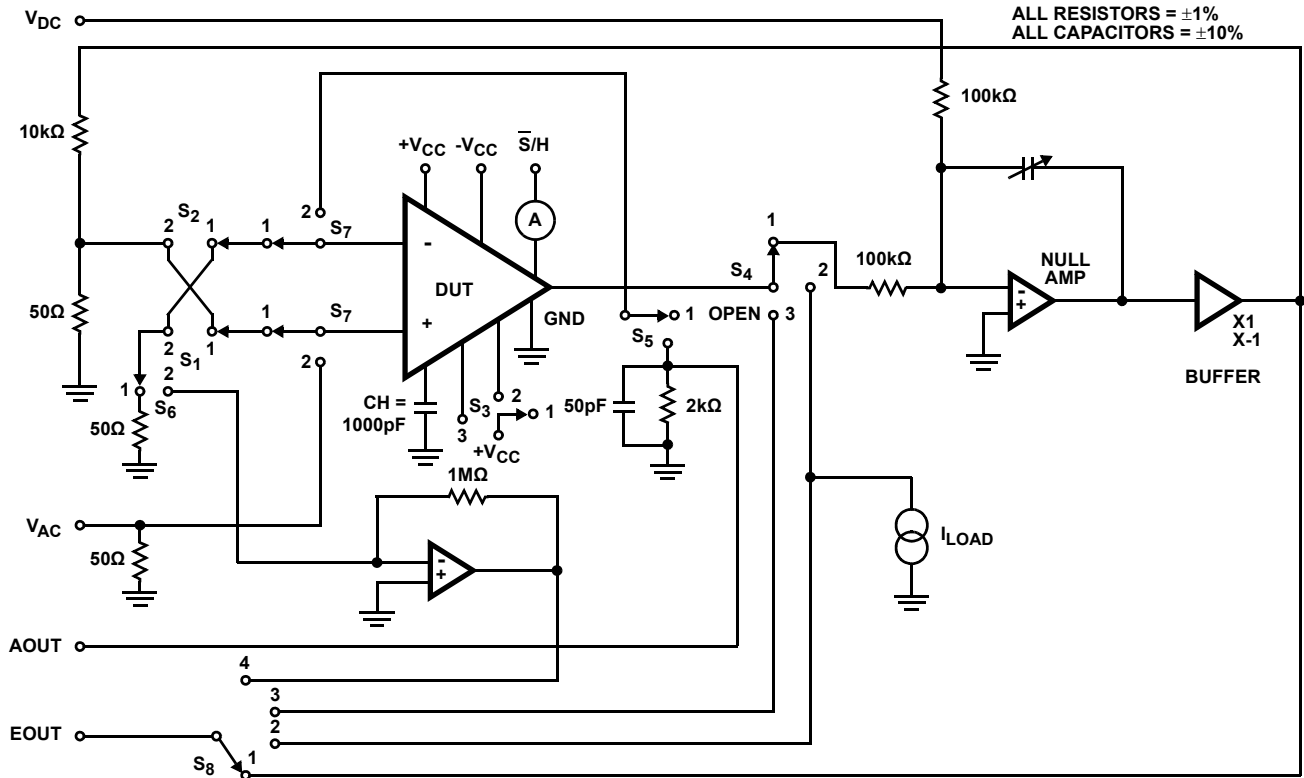 V_DC
ALL RESISTORS = ±1%
ALL CAPACITORS = ±10%
100kΩ
10kΩ
+V_CC
-V_CC
S̅/H
A
2
S_2
2
1
1
S_7
-
DUT
+
GND
50Ω
S_7
1
2
1
S_1
2
1
2
S_6
50Ω
CH =
1000pF
3
S_3
2
1
+V_CC
1
S_4
2
OPEN
3
1
S_5
50pF
2kΩ
100kΩ
NULL
AMP
-
+
X1
X-1
BUFFER
1MΩ
-
+
I_LOAD
V_AC
50Ω
AOUT
4
3
2
EOUT
1
S_8